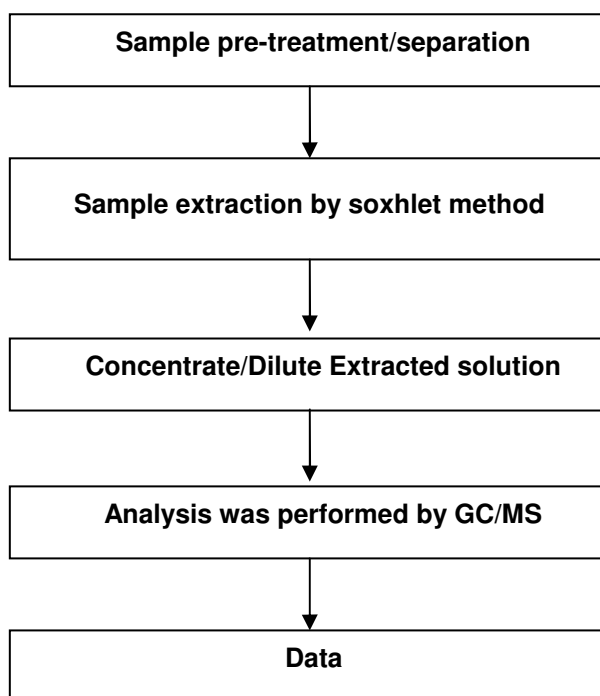 Sample pre-treatment/separation
Sample extraction by soxhlet method
Concentrate/Dilute Extracted solution
Analysis was performed by GC/MS
Data